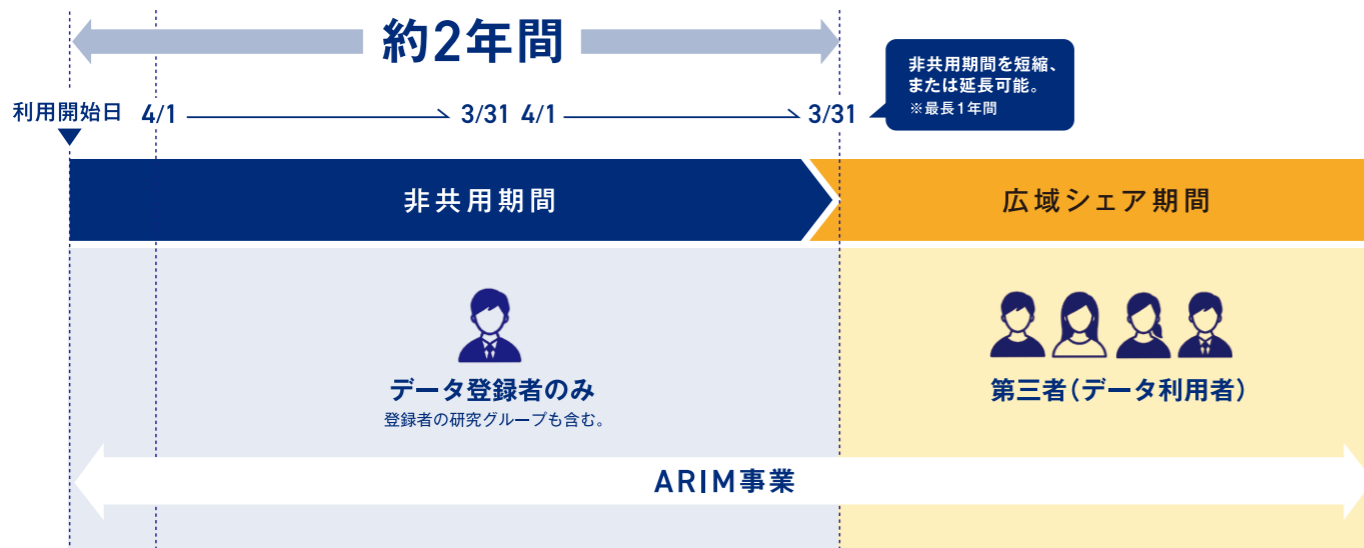 約2年間
非共用期間を短縮、
または延長可能。
※最長1年間
利用開始日 4/1 3/31 4/1 3/31
非共用期間
広域シェア期間
データ登録者のみ
登録者の研究グループも含む。
第三者(データ利用者)
ARIM事業